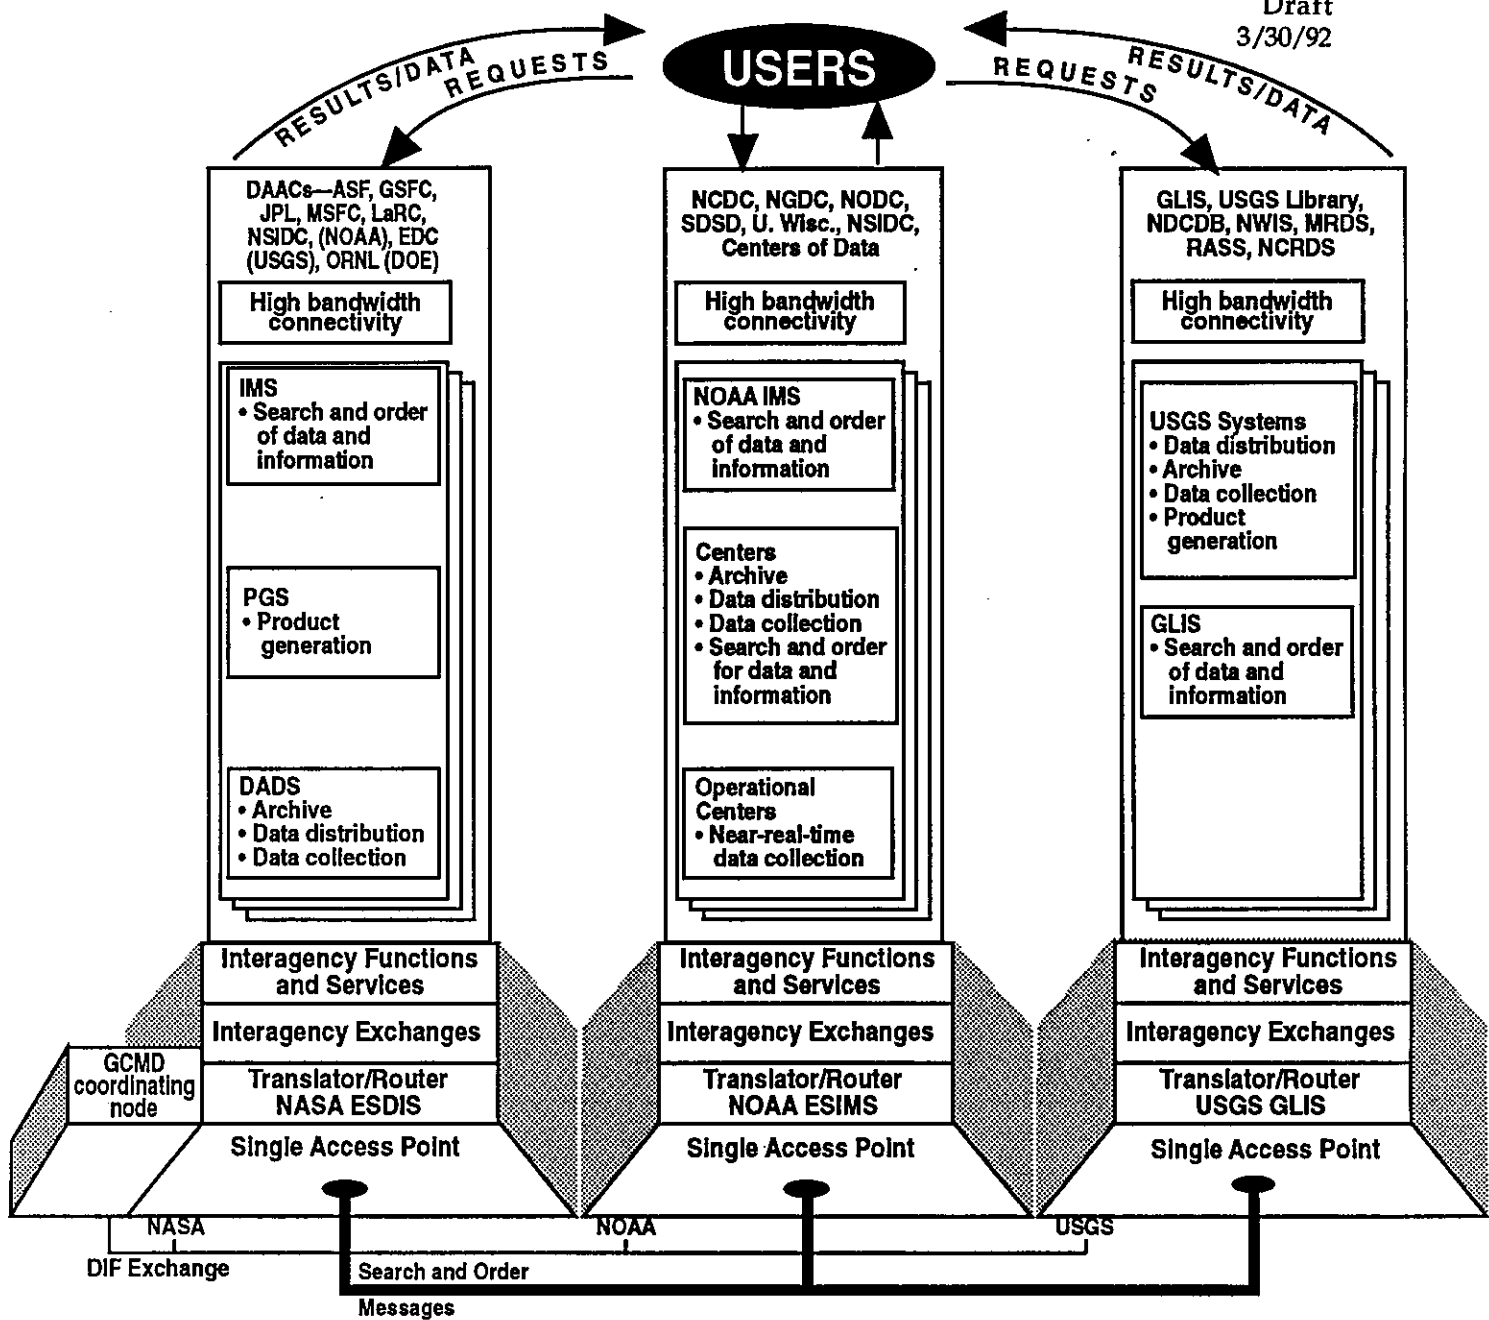 Draft
3/30/92
USERS
RESULTS/DATA
REQUESTS
REQUESTS
RESULTS/DATA
DAACs—ASF, GSFC,
JPL, MSFC, LaRC,
NSIDC, (NOAA), EDC
(USGS), ORNL (DOE)
High bandwidth
connectivity
IMS
• Search and order
of data and
information
PGS
• Product
generation
DADS
• Archive
• Data distribution
• Data collection
Interagency Functions
and Services
Interagency Exchanges
GCMD
coordinating
node
Translator/Router
NASA ESDIS
Single Access Point
NCDC, NGDC, NODC,
SDSD, U. Wisc., NSIDC,
Centers of Data
High bandwidth
connectivity
NOAA IMS
• Search and order
of data and
information
Centers
• Archive
• Data distribution
• Data collection
• Search and order
for data and
information
Operational
Centers
• Near-real-time
data collection
Interagency Functions
and Services
Interagency Exchanges
Translator/Router
NOAA ESIMS
Single Access Point
GLIS, USGS Library,
NDCDB, NWIS, MRDS,
RASS, NCRDS
High bandwidth
connectivity
USGS Systems
• Data distribution
• Archive
• Data collection
• Product
generation
GLIS
• Search and order
of data and
information
Interagency Functions
and Services
Interagency Exchanges
Translator/Router
USGS GLIS
Single Access Point
NASA
NOAA
USGS
DIF Exchange
Search and Order
Messages